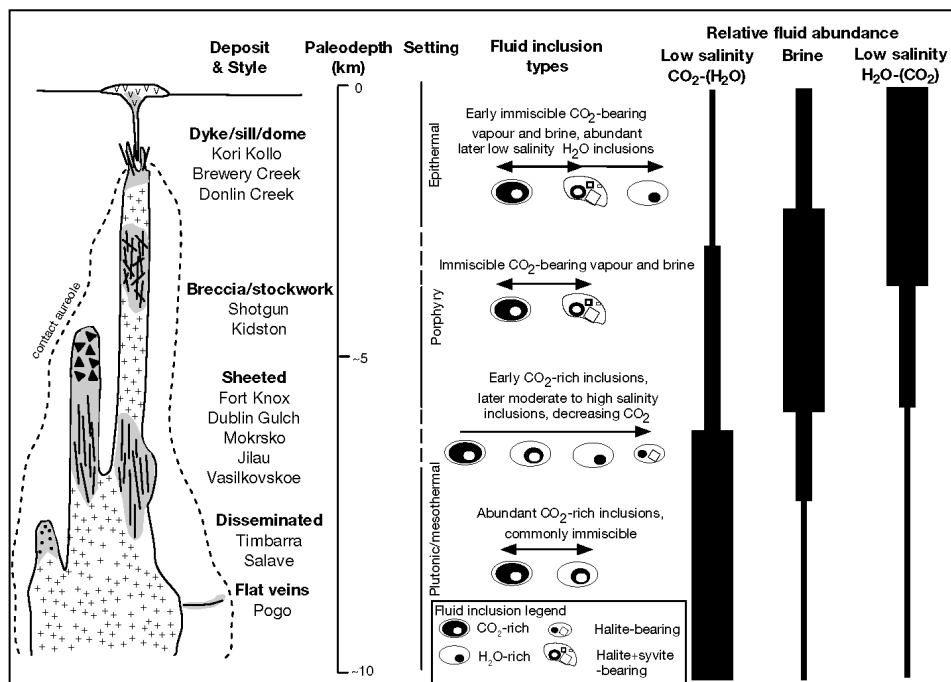 Relative fluid abundance
Deposit & Style
Paleodepth (km)
Setting
Fluid inclusion types
Low salinity CO2-(H2O)
Brine
Low salinity H2O-(CO2)
0
~5
~10
V V V V
Dyke/sill/dome
Kori Kollo
Brewery Creek
Donlin Creek
Breccia/stockwork
Shotgun
Kidston
Sheeted
Fort Knox
Dublin Gulch
Mokrsko
Jilau
Vasilkovskoe
Disseminated
Timbarra
Salave
Flat veins
Pogo
contact aureole
Epithermal
Porphyry
Plutonic/mesothermal
Early immiscible CO2-bearing
vapour and brine, abundant
later low salinity H2O inclusions
Immiscible CO2-bearing vapour and brine
Early CO2-rich inclusions,
later moderate to high salinity
inclusions, decreasing CO2
Abundant CO2-rich inclusions,
commonly immiscible
Fluid inclusion legend
CO2-rich
Halite-bearing
H2O-rich
Halite+syvite
-bearing